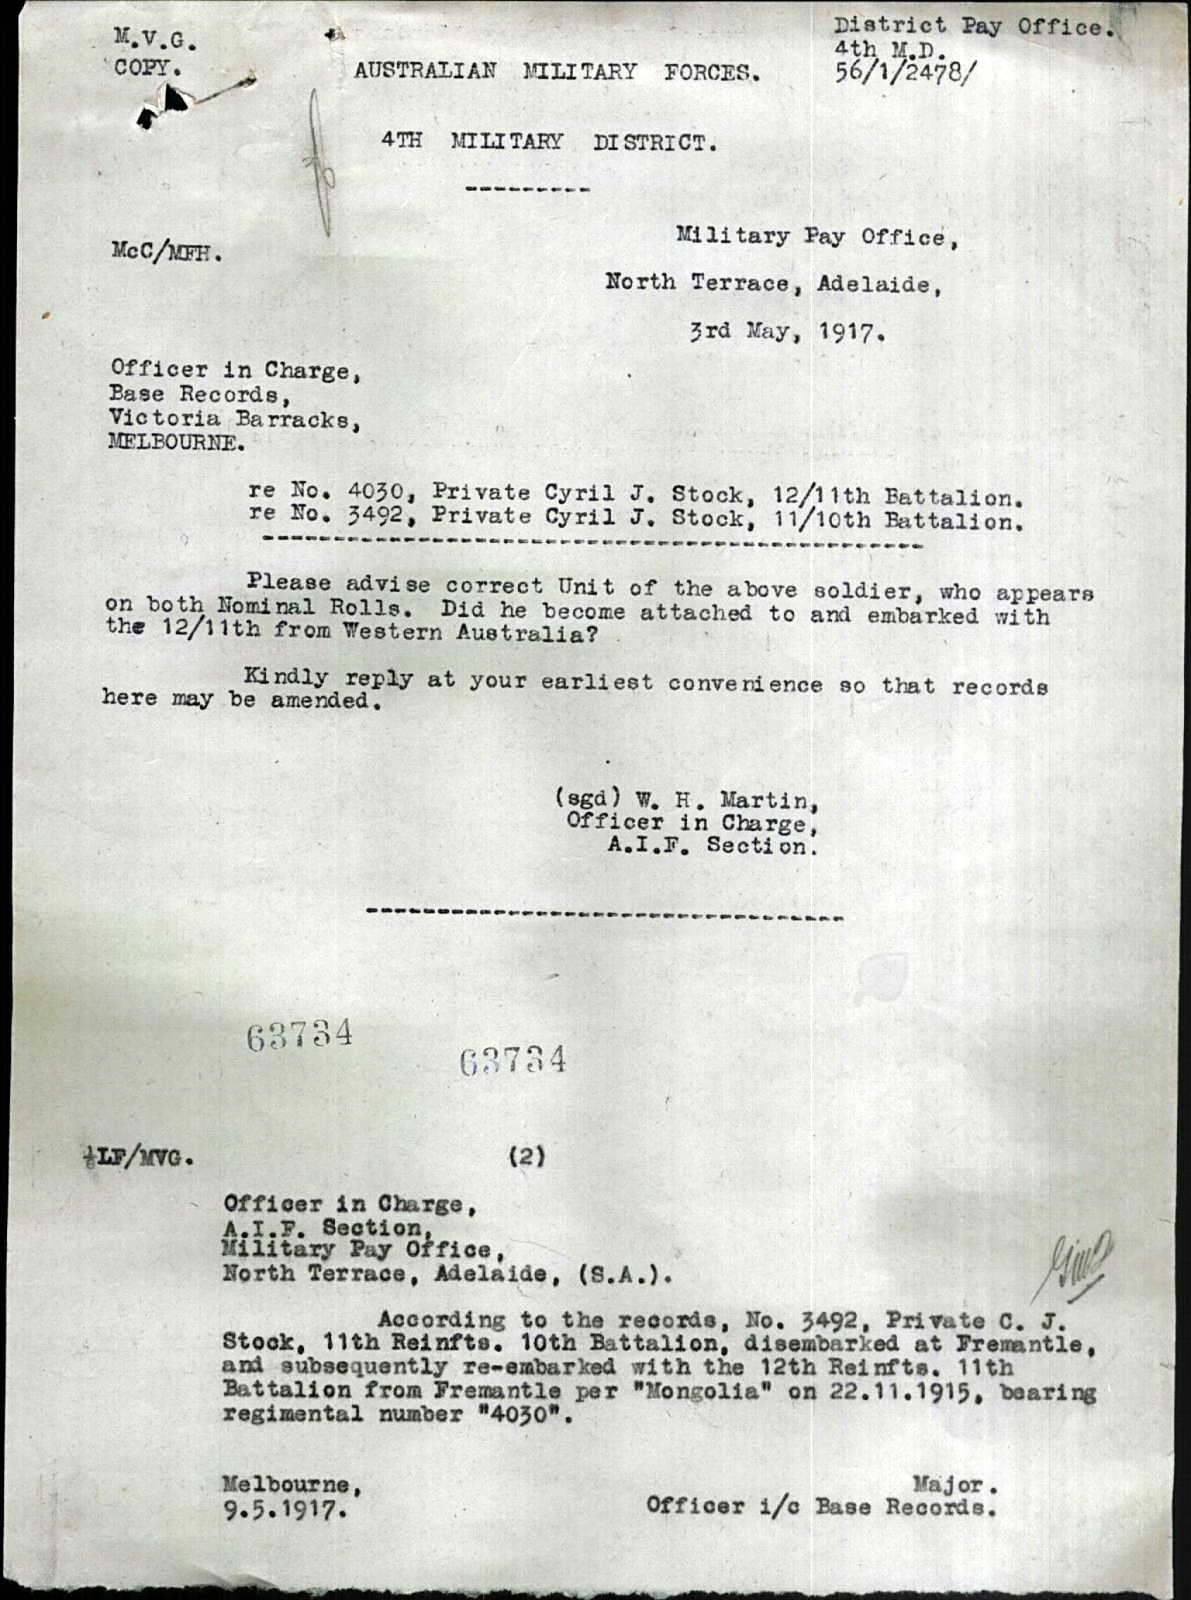 M.V.G.
COPY.
District Pay Office.
4th M.D.
56/1/2478/
AUSTRALIAN MILITARY FORCES.
4TH MILITARY DISTRICT.
---------
McC/MFH.
Military Pay Office,
North Terrace, Adelaide,
3rd May, 1917.
Officer in Charge,
Base Records,
Victoria Barracks,
MELBOURNE.
re No. 4030, Private Cyril J. Stock, 12/11th Battalion.
re No. 3492, Private Cyril J. Stock, 11/10th Battalion.
-----------------------------------------------
Please advise correct Unit of the above soldier, who appears
on both Nominal Rolls. Did he become attached to and embarked with
the 12/11th from Western Australia?
Kindly reply at your earliest convenience so that records
here may be amended.
(sgd) W. H. Martin,
Officer in Charge,
A.I.F. Section.
----------------------------------
63734
63734
LF/MVG.
(2)
Officer in Charge,
A.I.F. Section,
Military Pay Office,
North Terrace, Adelaide, (S.A.).
According to the records, No. 3492, Private C. J.
Stock, 11th Reinfts. 10th Battalion, disembarked at Fremantle,
and subsequently re-embarked with the 12th Reinfts. 11th
Battalion from Fremantle per "Mongolia" on 22.11.1915, bearing
regimental number "4030".
Melbourne,
9.5.1917.
Major.
Officer i/c Base Records.